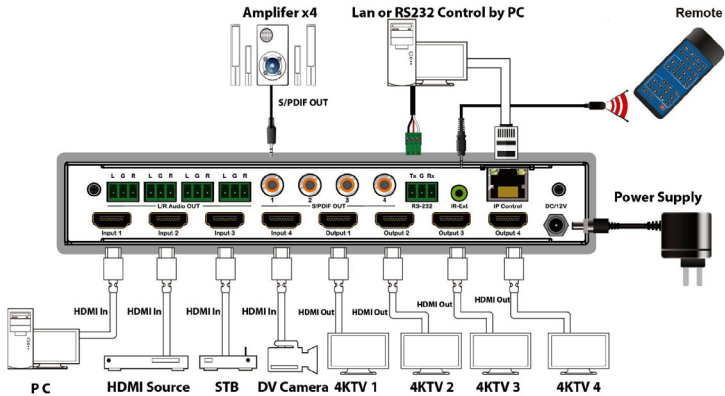 Amplifer x4
Lan or RS232 Control by PC
Remote
S/PDIF OUT
L G R L G R L G R L G R
Tx G Rx
1 2 3 4
L/R Audio OUT
S/PDIF OUT
RS-232
IR-Ext
IP Control
DC/12V
Power Supply
Input 1
Input 2
Input 3
Input 4
Output 1
Output 2
Output 3
Output 4
HDMI In
HDMI In
HDMI In
HDMI In
HDMI Out
HDMI Out
HDMI Out
HDMI Out
PC
HDMI Source
STB
DV Camera
4KTV 1
4KTV 2
4KTV 3
4KTV 4